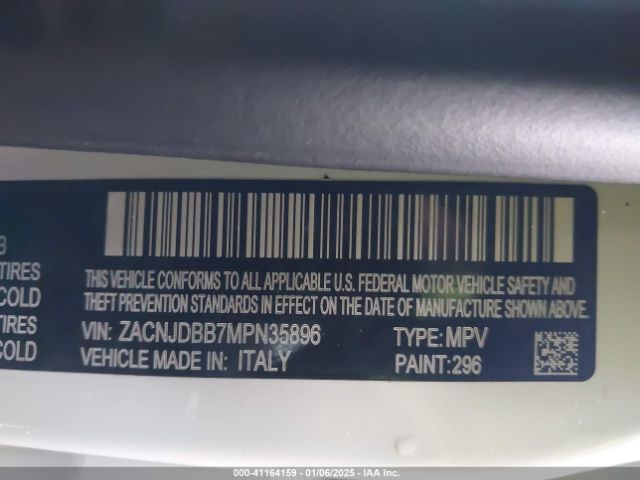 3
TIRES
COLD
TIRES
COLD
THIS VEHICLE CONFORMS TO ALL APPLICABLE U.S. FEDERAL MOTOR VEHICLE SAFETY AND
THEFT PREVENTION STANDARDS IN EFFECT ON THE DATE OF MANUFACTURE SHOWN ABOVE.
VIN: ZACNJDBB7MPN35896 TYPE: MPV
VEHICLE MADE IN: ITALY PAINT: 296
000-41164159 - 01/06/2025 - © IAA Inc.